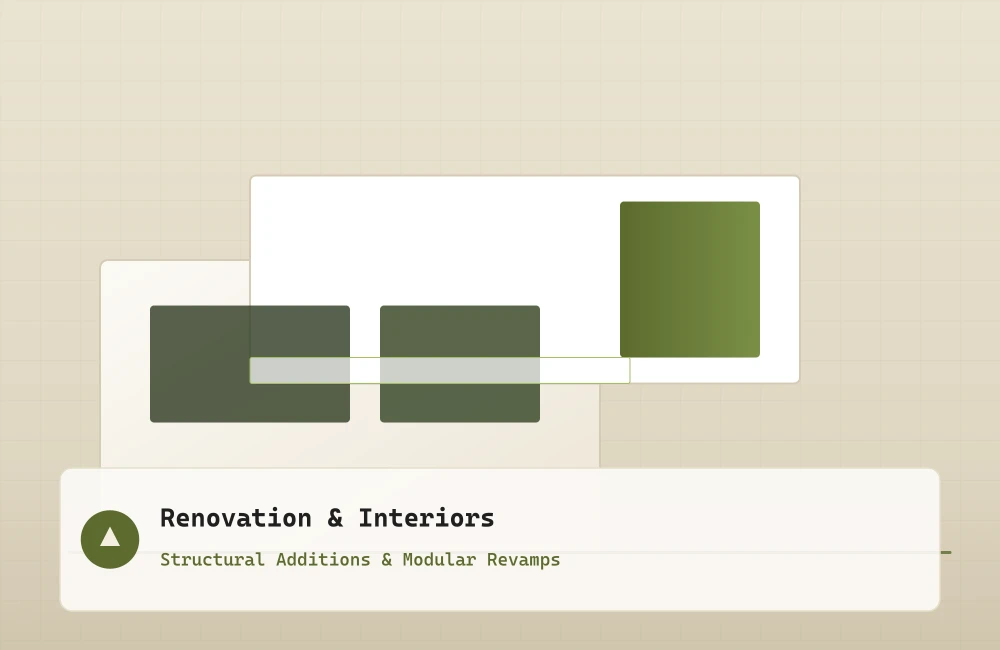 Renovation & Interiors
Structural Additions & Modular Revamps